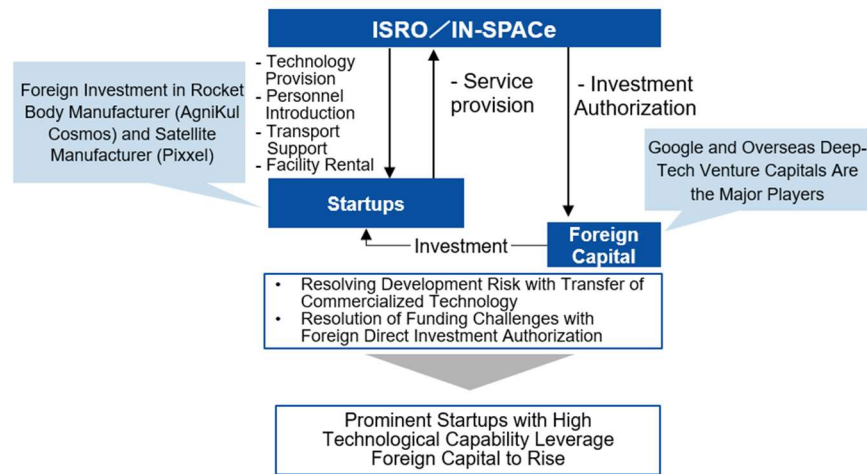 ISRO／IN-SPACe
- Technology
Provision
- Personnel
Introduction
- Transport
Support
- Facility Rental
- Service
provision
- Investment
Authorization
Foreign Investment in Rocket
Body Manufacturer (AgniKul
Cosmos) and Satellite
Manufacturer (Pixxel)
Google and Overseas Deep-
Tech Venture Capitals Are
the Major Players
Startups
Investment
Foreign
Capital
• Resolving Development Risk with Transfer of
Commercialized Technology
• Resolution of Funding Challenges with
Foreign Direct Investment Authorization
Prominent Startups with High
Technological Capability Leverage
Foreign Capital to Rise